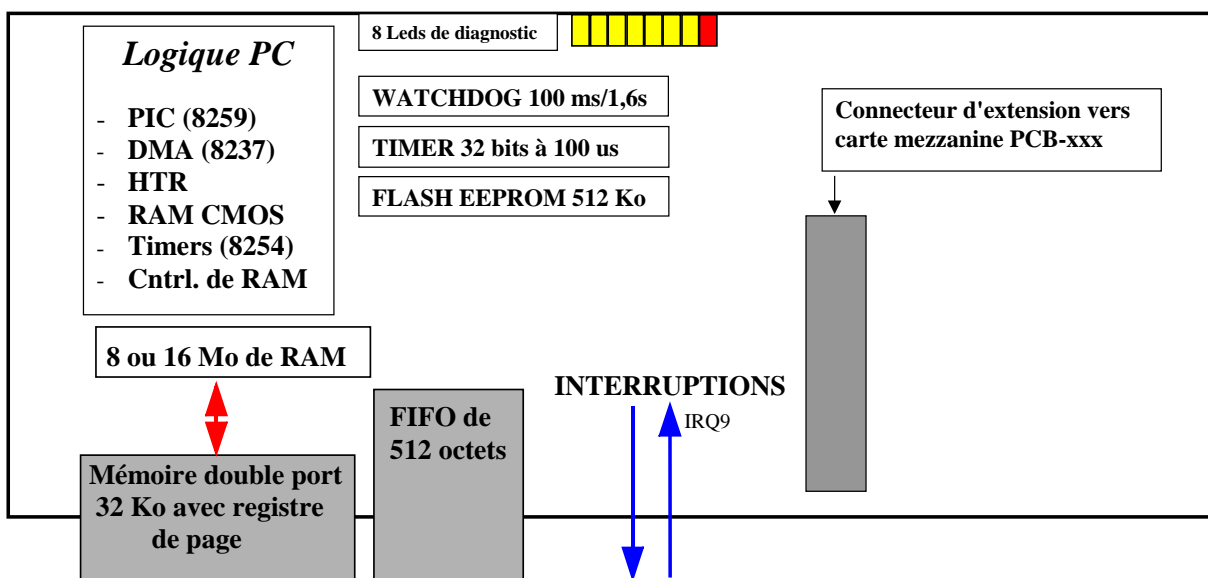 Logique PC
- PIC (8259)
- DMA (8237)
- HTR
- RAM CMOS
- Timers (8254)
- Cntrl. de RAM
8 Leds de diagnostic
WATCHDOG 100 ms/1,6s
TIMER 32 bits à 100 us
FLASH EEPROM 512 Ko
Connecteur d'extension vers
carte mezzanine PCB-xxx
8 ou 16 Mo de RAM
Mémoire double port
32 Ko avec registre
de page
FIFO de
512 octets
INTERRUPTIONS
IRQ9